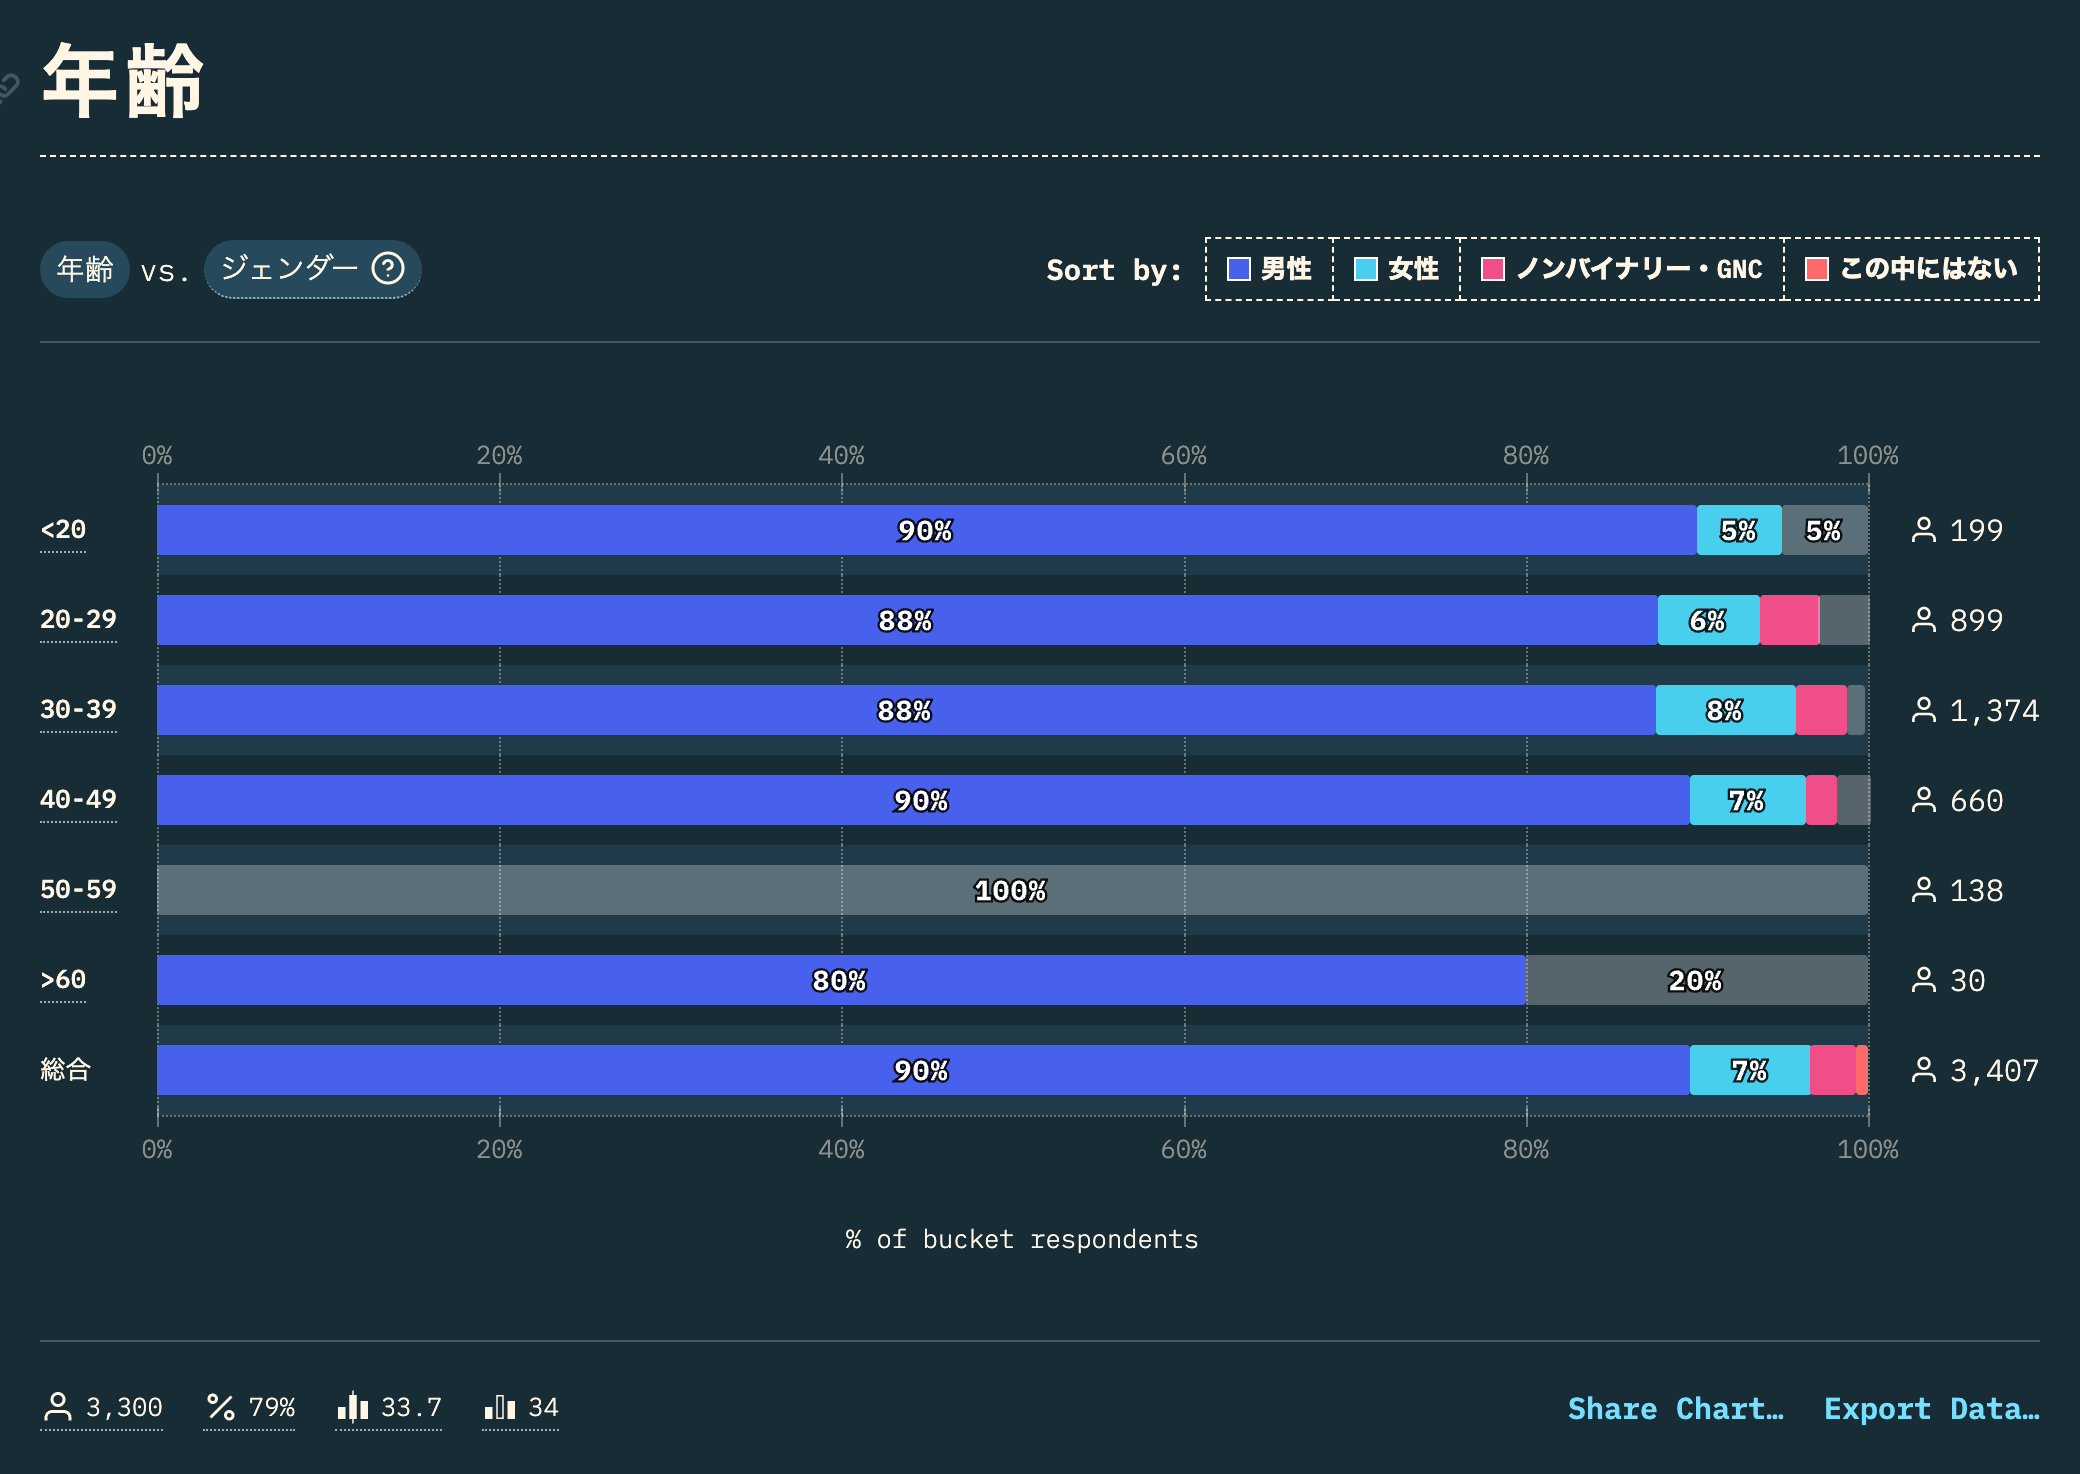 年齢
年齢 vs. ジェンダー ?
Sort by: 男性 女性 ノンバイナリー・GNC この中にはない
0% 20% 40% 60% 80% 100%
<20 90% 5% 5% 199
20-29 88% 6% 899
30-39 88% 8% 1,374
40-49 90% 7% 660
50-59 100% 138
>60 80% 20% 30
総合 90% 7% 3,407
0% 20% 40% 60% 80% 100%
% of bucket respondents
3,300 % 79% 33.7 34 Share Chart… Export Data…